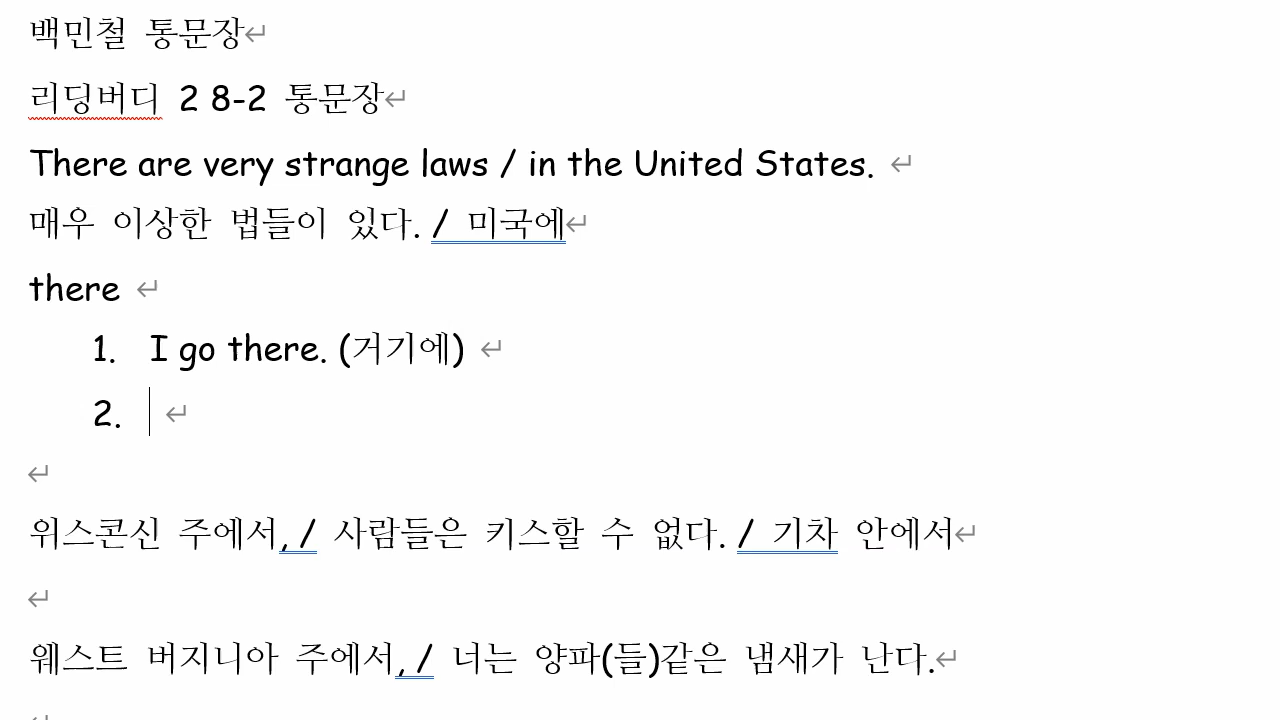 백민철 통문장
리딩버디 2 8-2 통문장
There are very strange laws / in the United States.
매우 이상한 법들이 있다. / 미국에
there
1. I go there. (거기에)
2.
위스콘신 주에서, / 사람들은 키스할 수 없다. / 기차 안에서
웨스트 버지니아 주에서, / 너는 양파(들)같은 냄새가 난다.